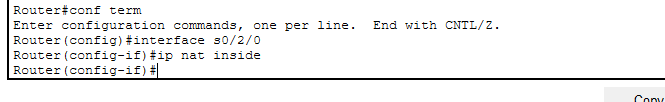 Router#conf term
Enter configuration commands, one per line.  End with CNTL/Z.
Router(config)#interface s0/2/0
Router(config-if)#ip nat inside
Router(config-if)#